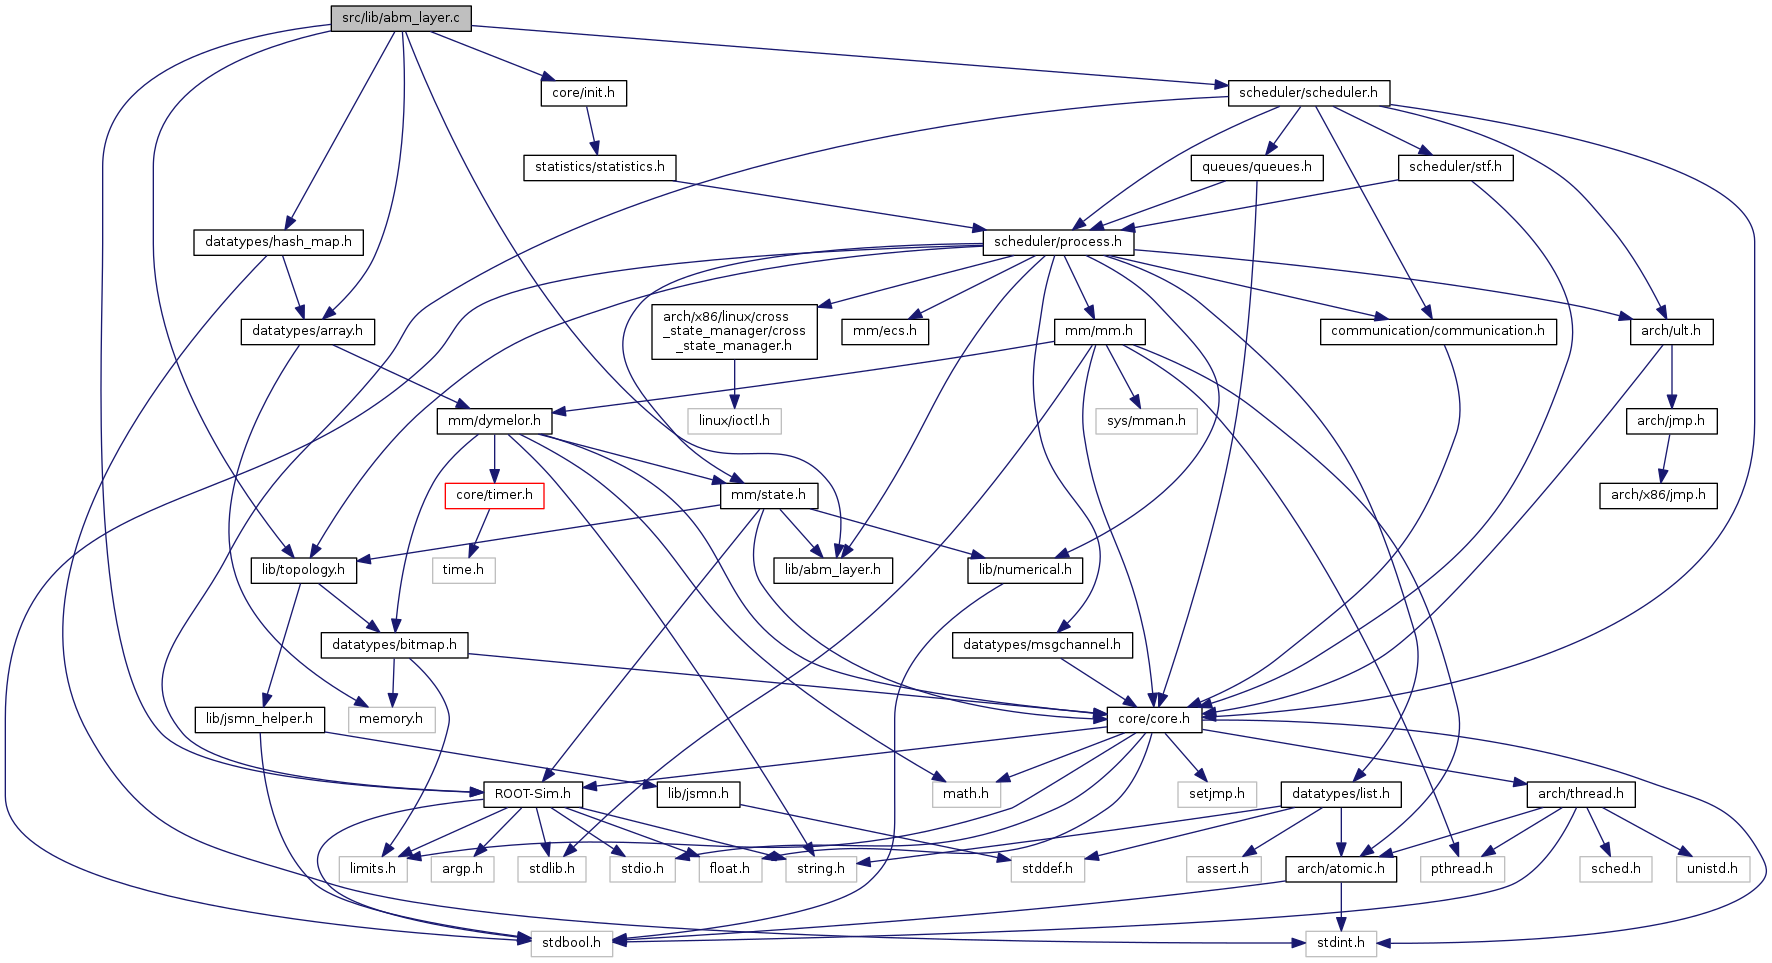 src/lib/abm_layer.c
core/init.h
scheduler/scheduler.h
statistics/statistics.h
queues/queues.h
scheduler/stf.h
datatypes/hash_map.h
scheduler/process.h
datatypes/array.h
arch/x86/linux/cross
_state_manager/cross
_state_manager.h
mm/ecs.h
mm/mm.h
communication/communication.h
arch/ult.h
mm/dymelor.h
linux/ioctl.h
sys/mman.h
arch/jmp.h
core/timer.h
mm/state.h
arch/x86/jmp.h
lib/topology.h
time.h
lib/abm_layer.h
lib/numerical.h
datatypes/bitmap.h
datatypes/msgchannel.h
lib/jsmn_helper.h
memory.h
core/core.h
ROOT-Sim.h
lib/jsmn.h
math.h
setjmp.h
datatypes/list.h
arch/thread.h
limits.h
argp.h
stdlib.h
stdio.h
float.h
string.h
stddef.h
assert.h
arch/atomic.h
pthread.h
sched.h
unistd.h
stdbool.h
stdint.h